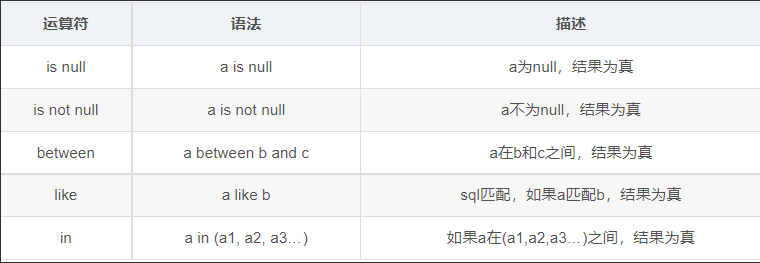 运算符 语法 描述
is null a is null a为null，结果为真
is not null a is not null a不为null，结果为真
between a between b and c a在b和c之间，结果为真
like a like b sql匹配，如果a匹配b，结果为真
in a in (a1, a2, a3…) 如果a在(a1,a2,a3…)之间，结果为真